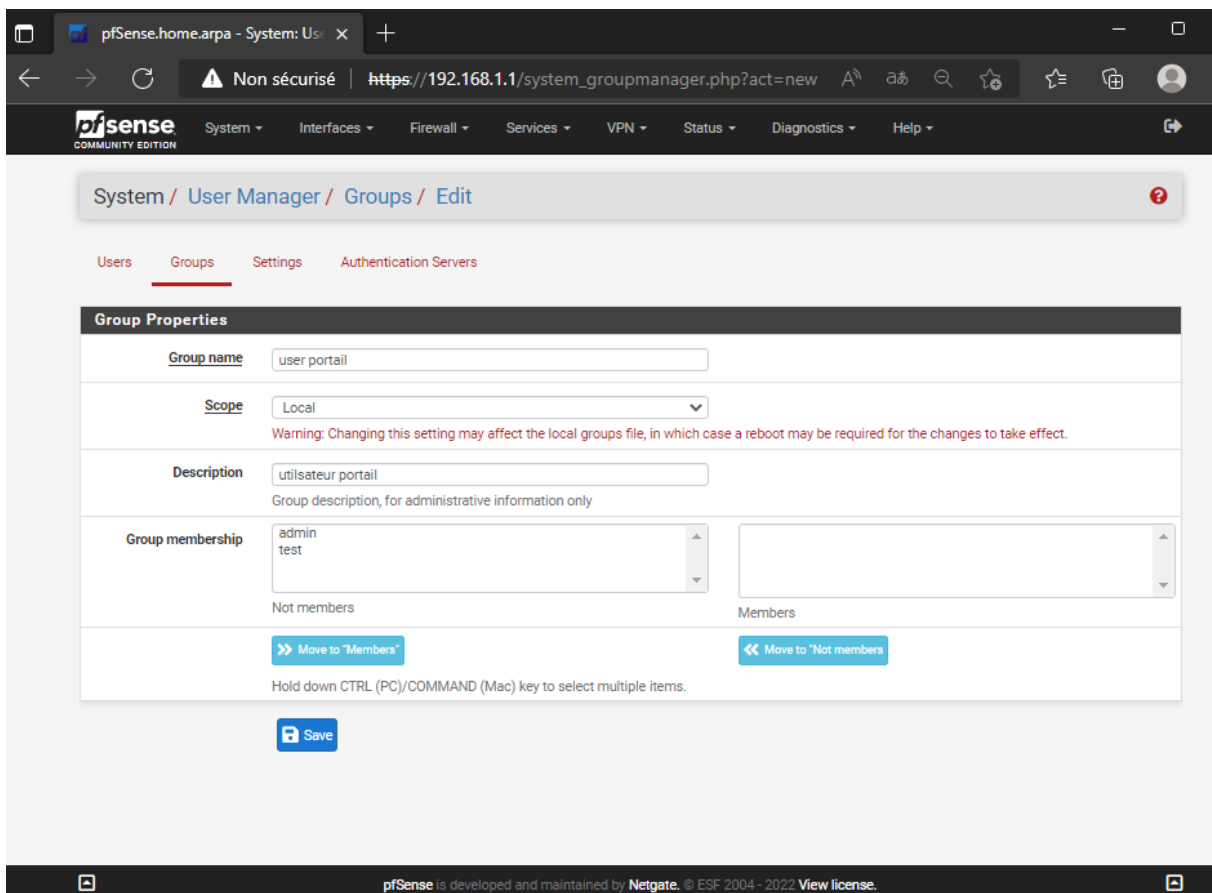 pfSense.home.arpa - System: Use
Non sécurisé | https://192.168.1.1/system_groupmanager.php?act=new
pfsense COMMUNITY EDITION System Interfaces Firewall Services VPN Status Diagnostics Help
System / User Manager / Groups / Edit
Users Groups Settings Authentication Servers
Group Properties
Group name user portail
Scope Local
Warning: Changing this setting may affect the local groups file, in which case a reboot may be required for the changes to take effect.
Description utilsateur portail
Group description, for administrative information only
Group membership admin
test
Not members Members
Move to "Members" Move to "Not members
Hold down CTRL (PC)/COMMAND (Mac) key to select multiple items.
Save
pfSense is developed and maintained by Netgate. © ESF 2004 - 2022 View license.